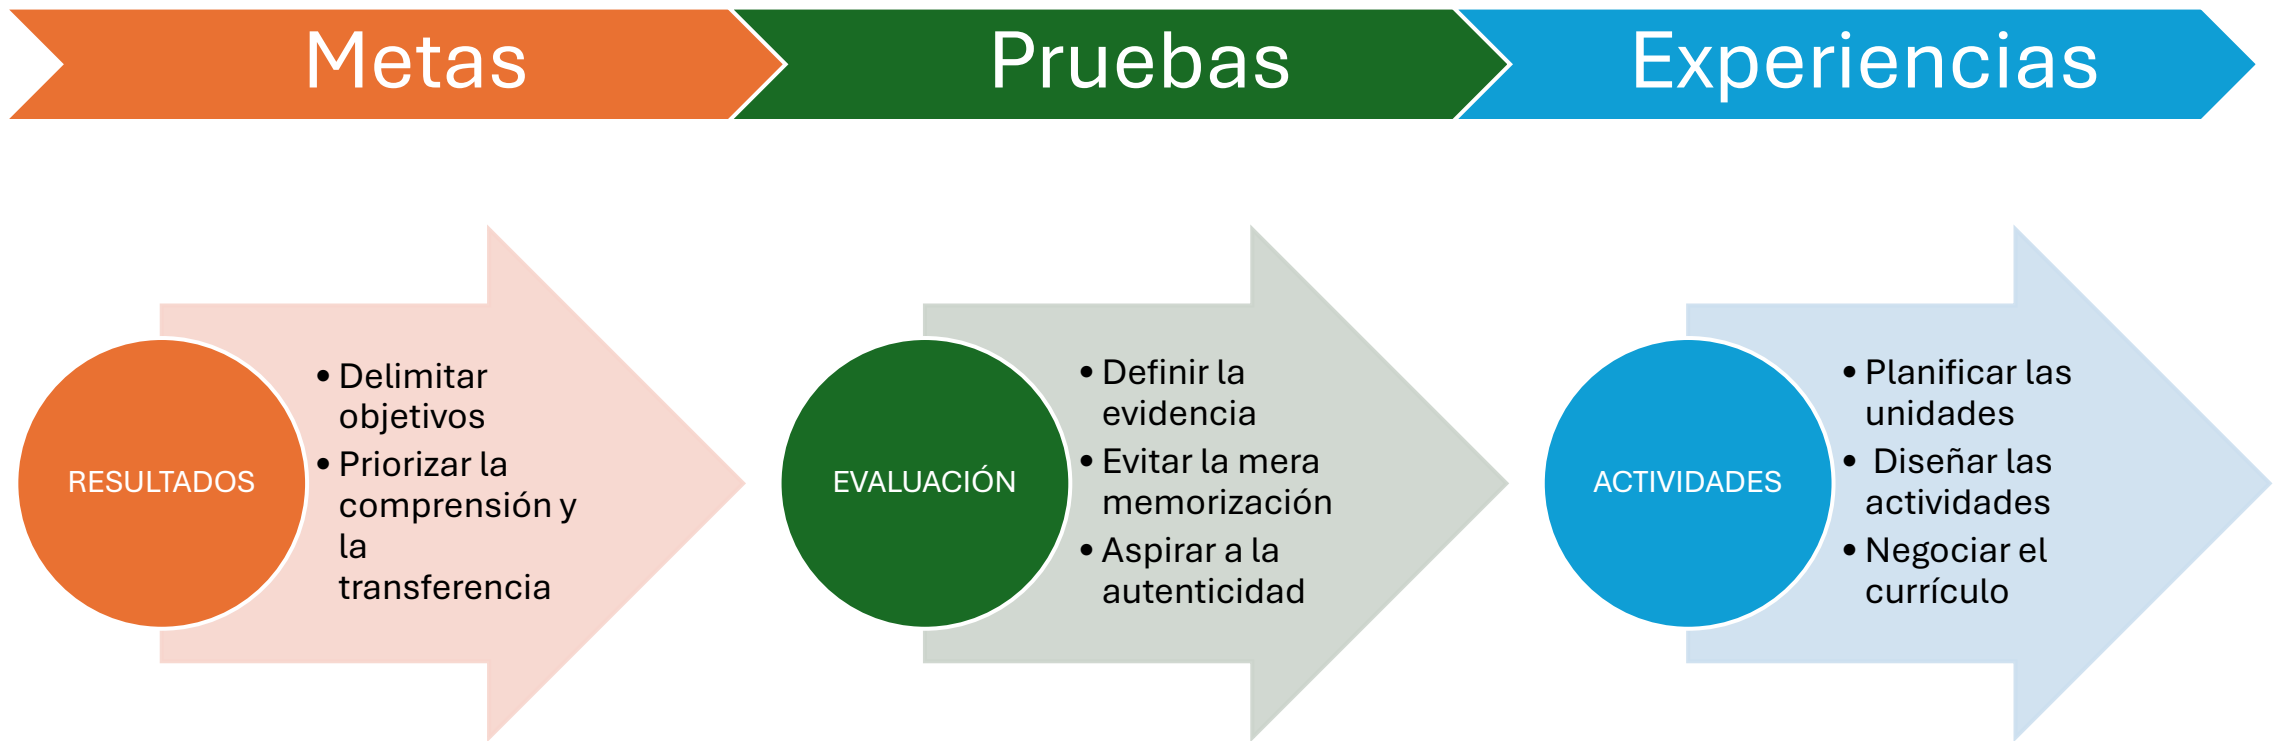 Metas
Pruebas
Experiencias
RESULTADOS
• Delimitar
objetivos
• Priorizar la
comprensión y
la
transferencia
EVALUACIÓN
• Definir la
evidencia
• Evitar la mera
memorización
• Aspirar a la
autenticidad
ACTIVIDADES
• Planificar las
unidades
• Diseñar las
actividades
• Negociar el
currículo